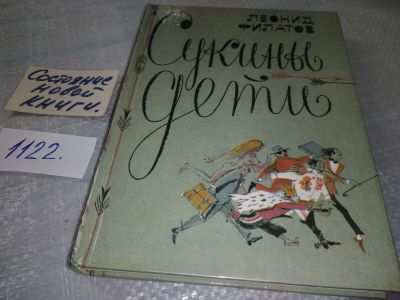 ЛЕОНИД
ФИЛАТОВ
Сукины
дети
Состояние
новой
книги.
1122.